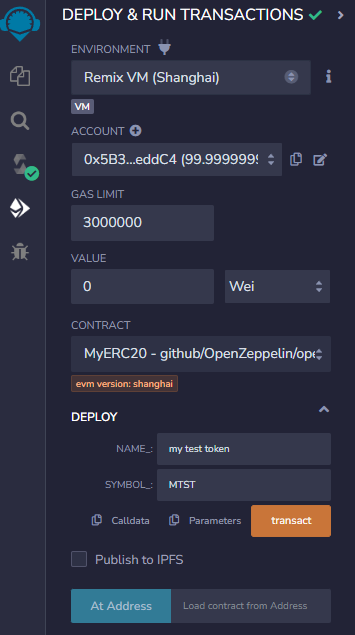 DEPLOY & RUN TRANSACTIONS
ENVIRONMENT
Remix VM (Shanghai)
VM
ACCOUNT
0x5B3...eddC4 (99.9999999
GAS LIMIT
3000000
VALUE
0 Wei
CONTRACT
MyERC20 - github/OpenZeppelin/ope
evm version: shanghai
DEPLOY
NAME_: my test token
SYMBOL_: MTST
Calldata Parameters transact
Publish to IPFS
At Address Load contract from Address